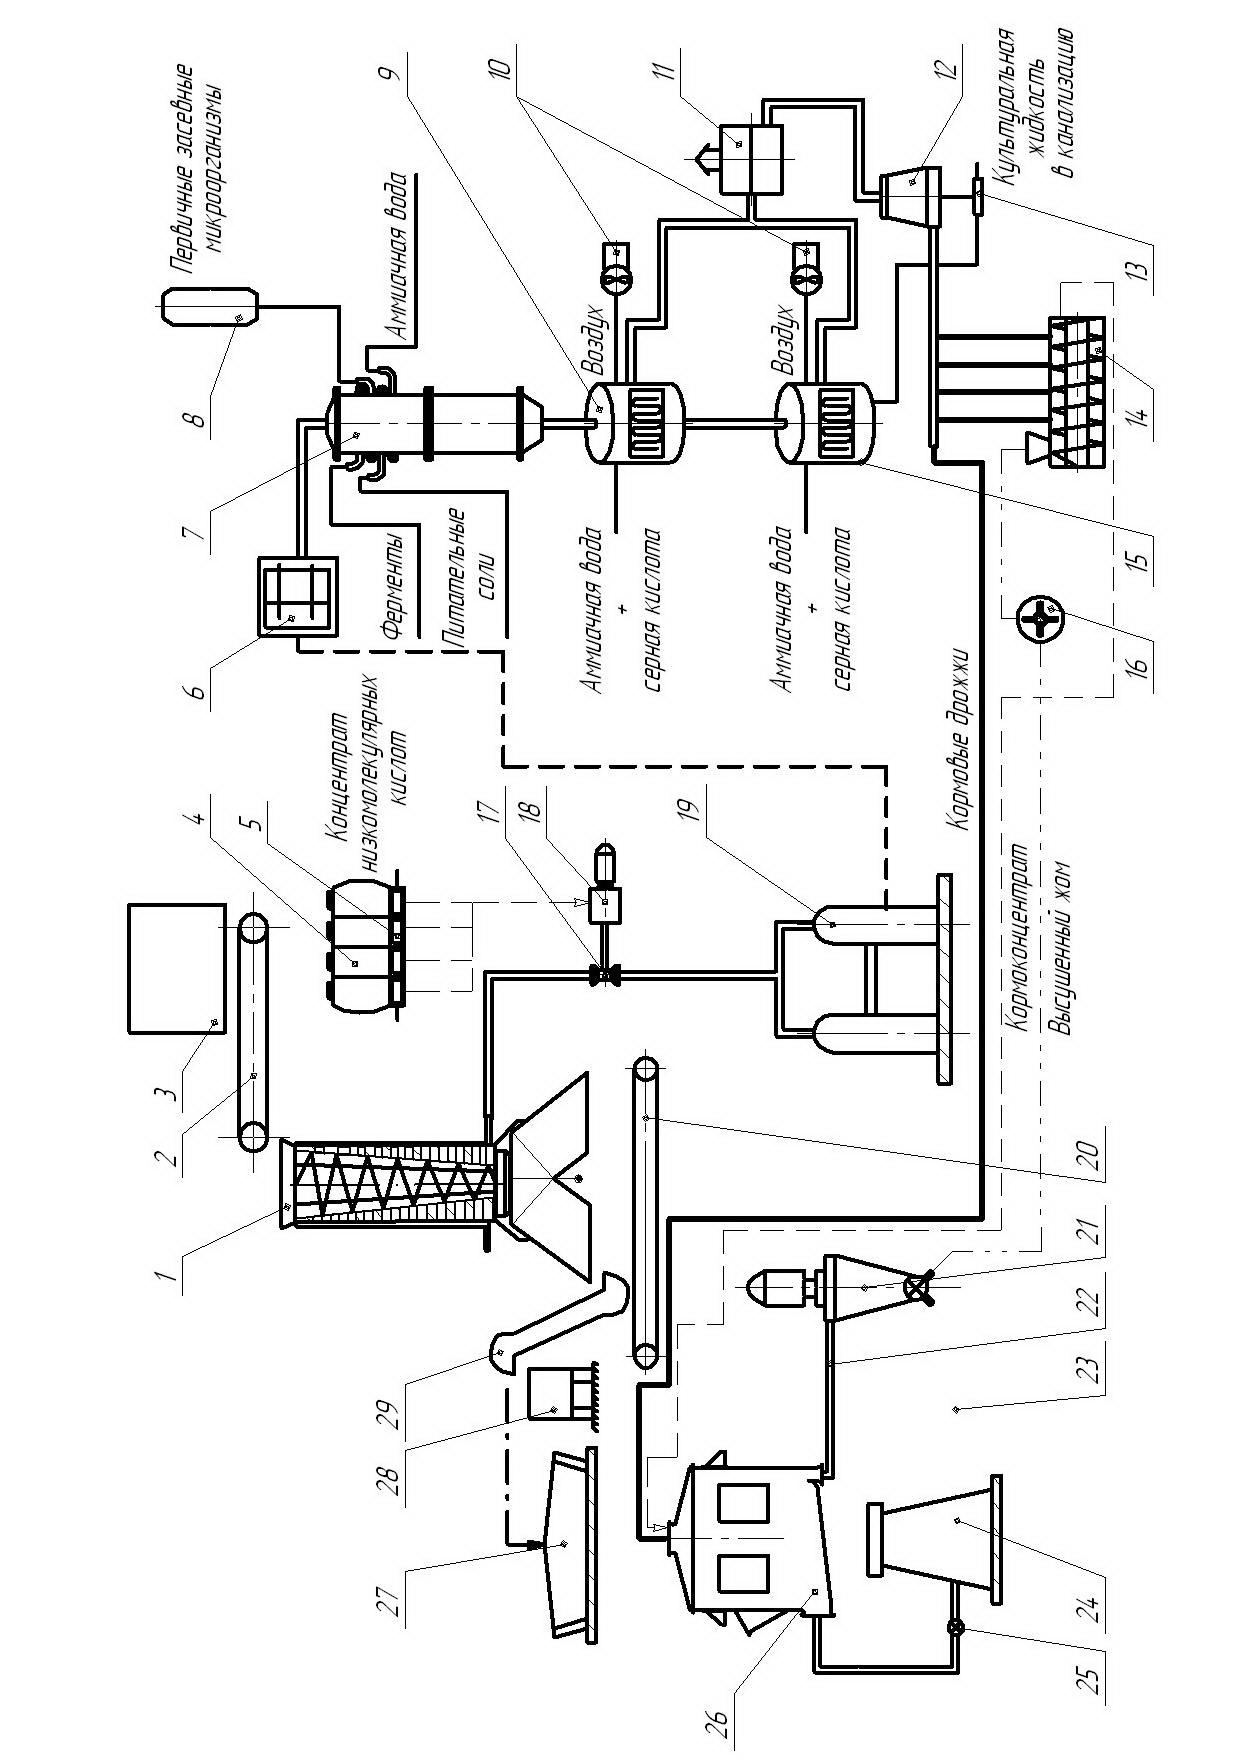 1
2
3
4
6
7
8
Первичные засевные
микроорганизмы
5
Концентрат
низкомолекулярных
кислот
Аммиачная вода
27
28
29
Ферменты
9
Питательные
соли
17
18
10
Аммиачная вода
+
серная кислота
Воздух
11
26
19
Аммиачная вода
+
серная кислота
Воздух
Кормовые дрожжи
12
Культуральная
жидкость
в канализацию
Кормоконцентрат
Высушенный жом
25
24
23
22
21
20
16
15
14
13